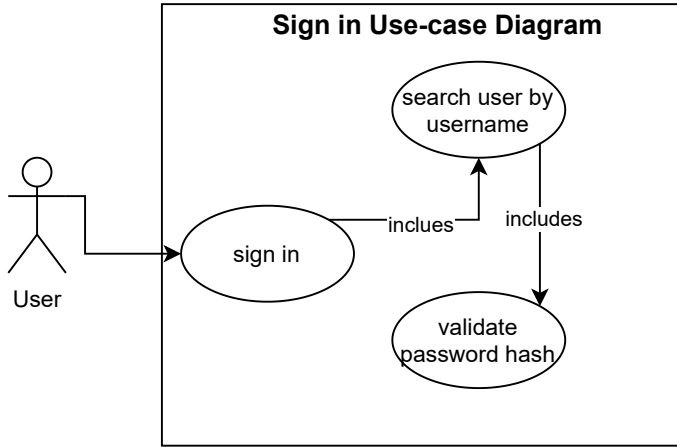 Sign in Use-case Diagram
search user by
username
inclues
includes
sign in
User
validate
password hash